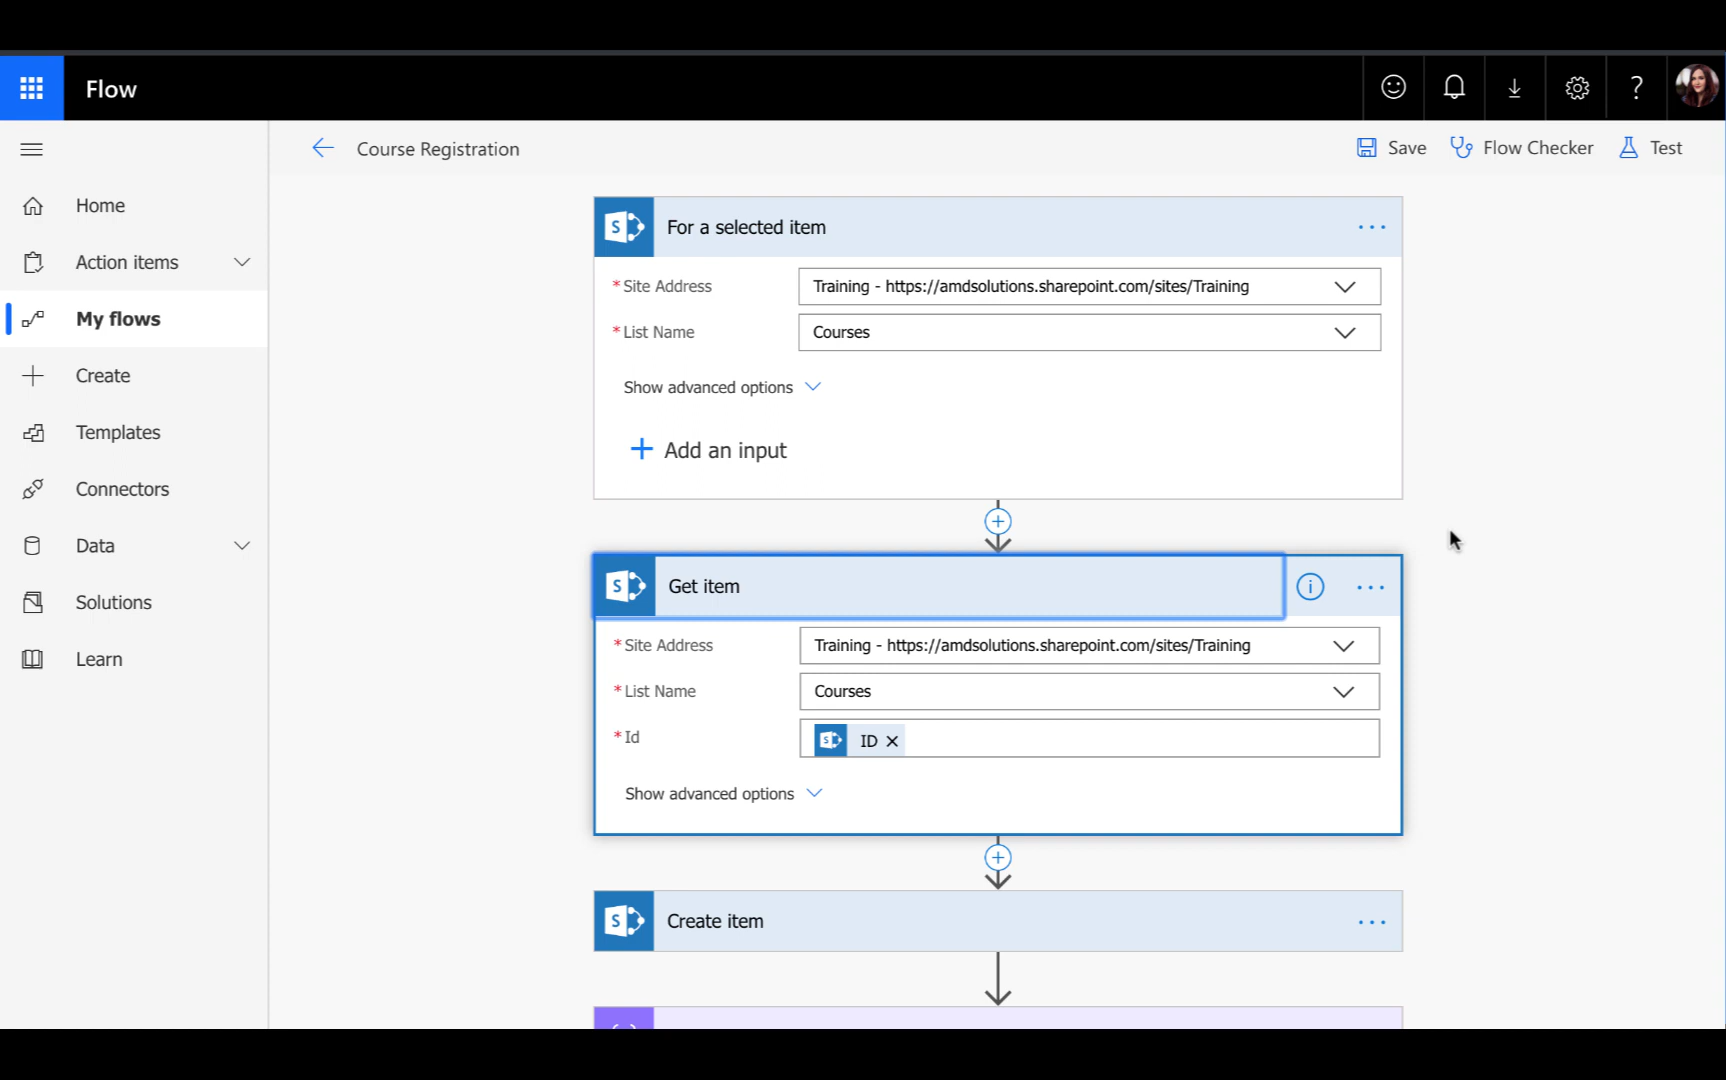 Flow
?
Course Registration
Save
Flow Checker
Test
Home
Action items
My flows
Create
Templates
Connectors
Data
Solutions
Learn
S
For a selected item
*Site Address
Training - https://amdsolutions.sharepoint.com/sites/Training
*List Name
Courses
Show advanced options
Add an input
S
Get item
i
*Site Address
Training - https://amdsolutions.sharepoint.com/sites/Training
*List Name
Courses
*Id
S
ID
Show advanced options
S
Create item